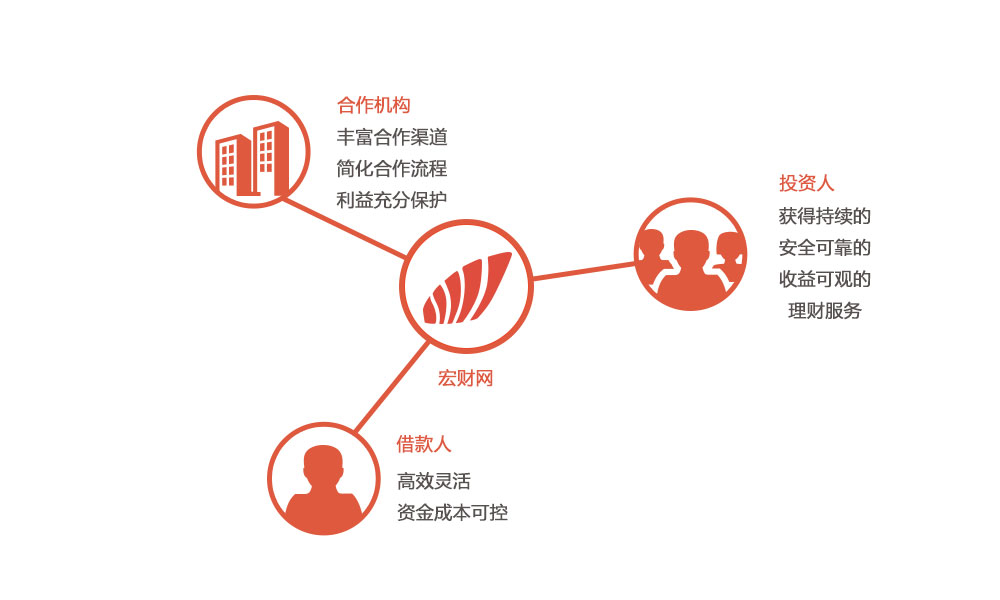 合作机构
丰富合作渠道
简化合作流程
利益充分保护
投资人
获得持续的
安全可靠的
收益可观的
理财服务
宏财网
借款人
高效灵活
资金成本可控